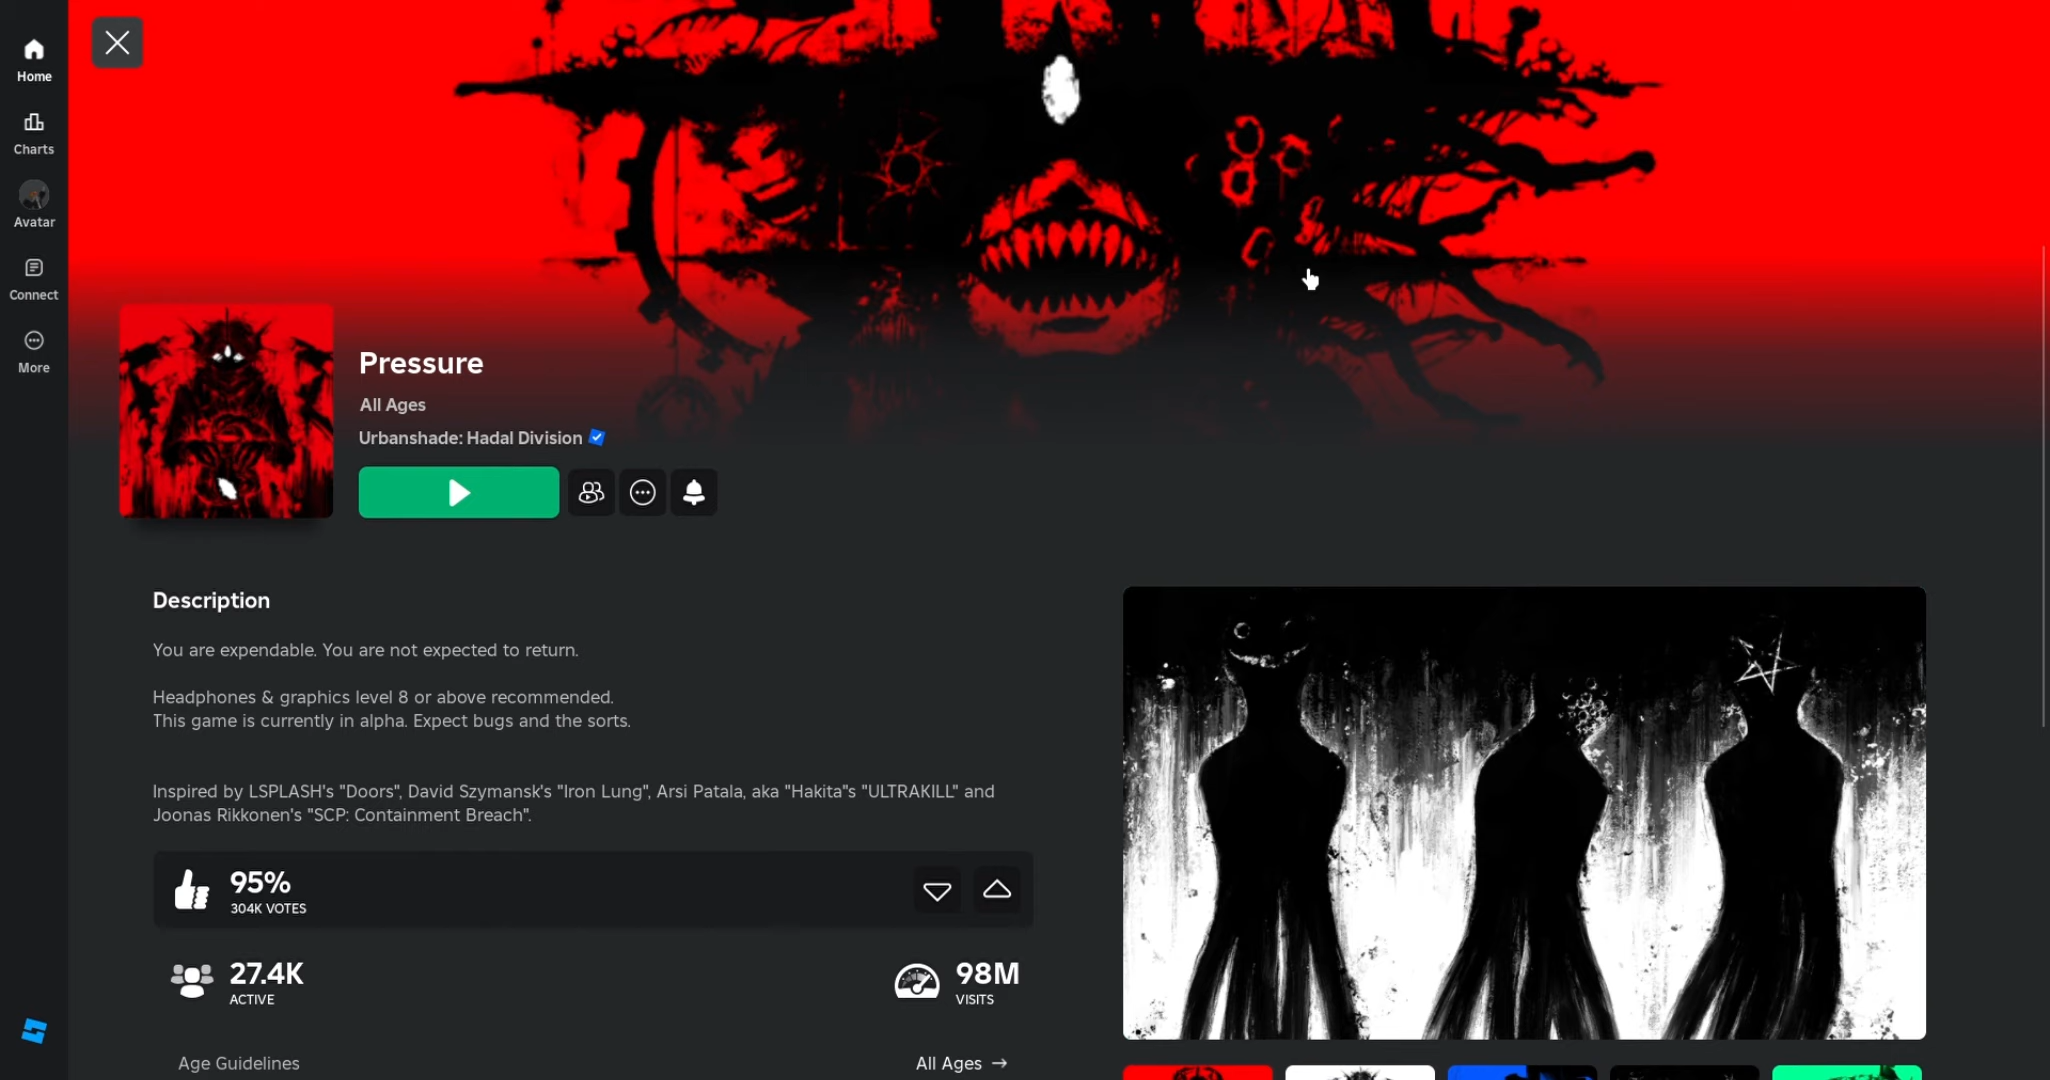 Home
Charts
Avatar
Connect
More
Pressure
All Ages
Urbanshade: Hadal Division
Description
You are expendable. You are not expected to return.
Headphones & graphics level 8 or above recommended.
This game is currently in alpha. Expect bugs and the sorts.
Inspired by LSPLASH's "Doors", David Szymansk's "Iron Lung", Arsi Patala, aka "Hakita"s "ULTRAKILL" and
Joonas Rikkonen's "SCP: Containment Breach".
95%
304K VOTES
27.4K
ACTIVE
98M
VISITS
Age Guidelines
All Ages →